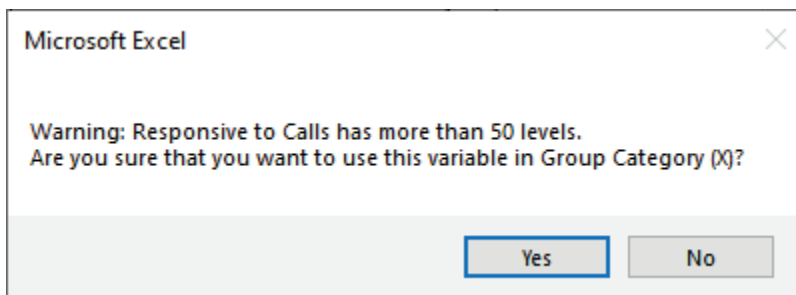 Microsoft Excel
Warning: Responsive to Calls has more than 50 levels.
Are you sure that you want to use this variable in Group Category (X)?
Yes
No